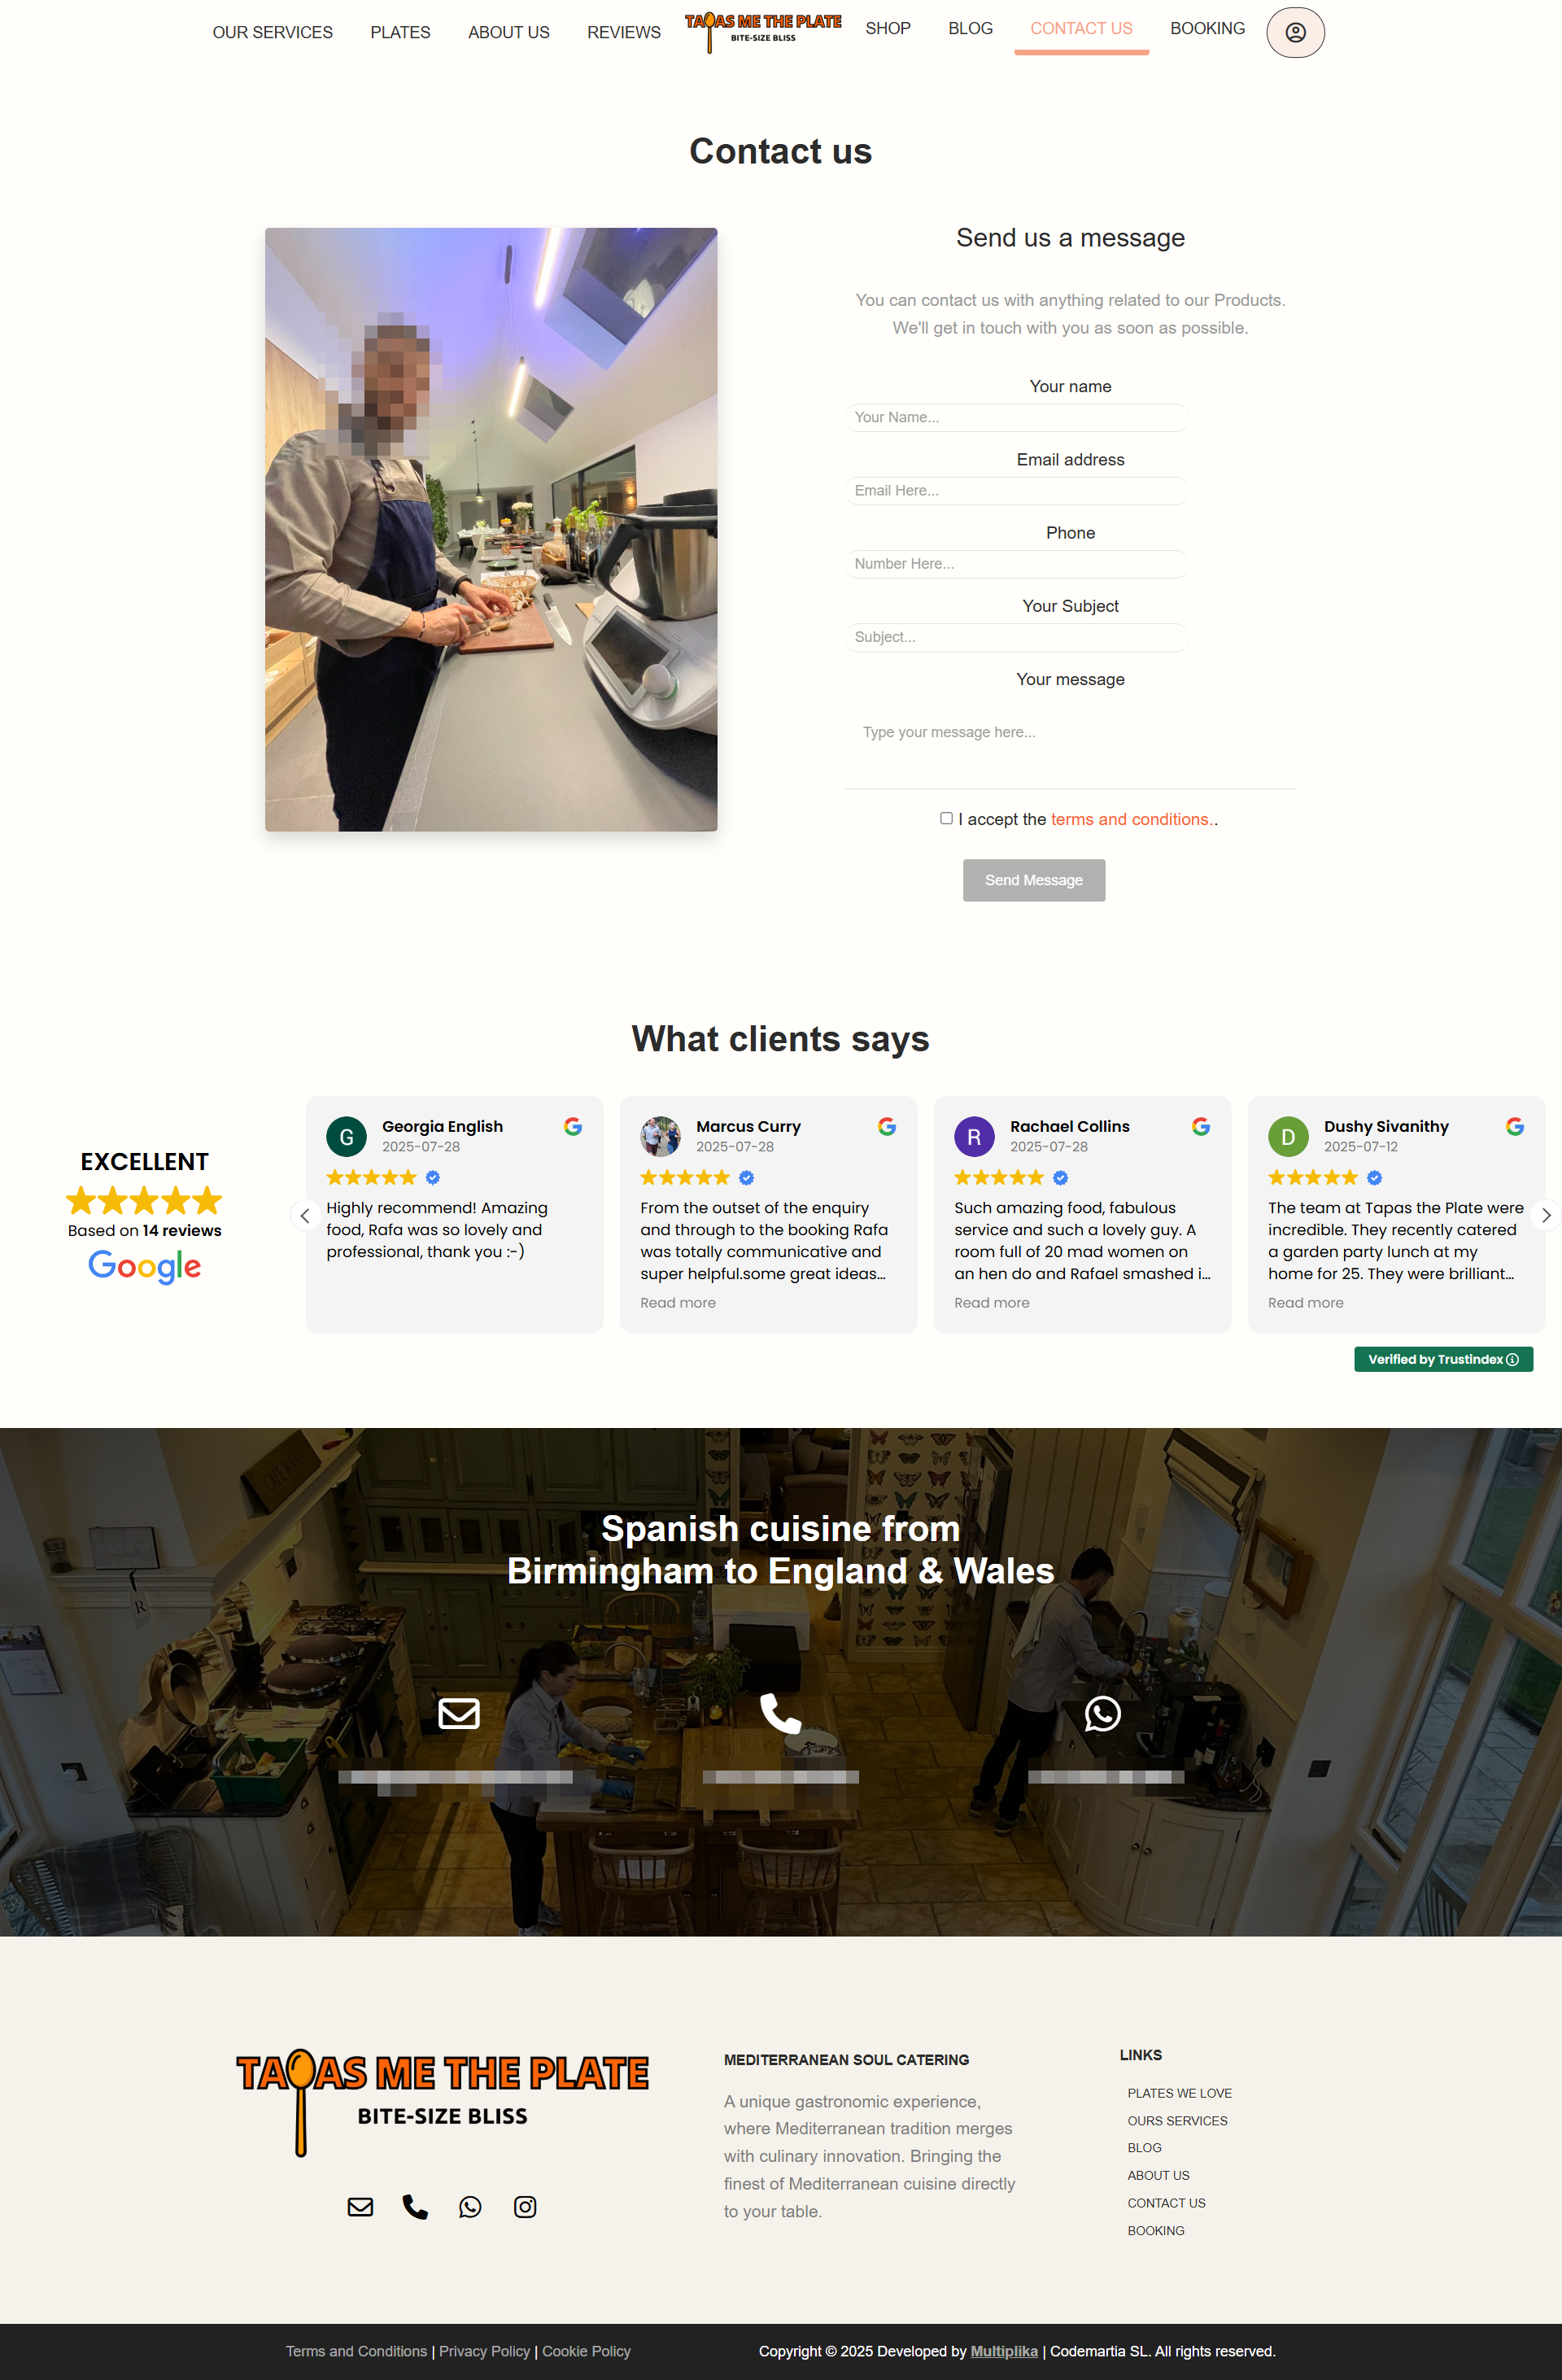 OUR SERVICES
PLATES
ABOUT US
REVIEWS
TAPAS ME THE PLATE
BITE-SIZE BLISS
SHOP
BLOG
CONTACT US
BOOKING
Contact us
Send us a message
You can contact us with anything related to our Products.
We'll get in touch with you as soon as possible.
Your name
Your Name...
Email address
Email Here...
Phone
Number Here...
Your Subject
Subject...
Your message
Type your message here...
I accept the terms and conditions..
Send Message
What clients says
EXCELLENT
Based on 14 reviews
Google
G
Georgia English
2025-07-28
Highly recommend! Amazing
food, Rafa was so lovely and
professional, thank you :-)
Marcus Curry
2025-07-28
From the outset of the enquiry
and through to the booking Rafa
was totally communicative and
super helpful.some great ideas...
Read more
R
Rachael Collins
2025-07-28
Such amazing food, fabulous
service and such a lovely guy. A
room full of 20 mad women on
an hen do and Rafael smashed i...
Read more
D
Dushy Sivanithy
2025-07-12
The team at Tapas the Plate were
incredible. They recently catered
a garden party lunch at my
home for 25. They were brilliant...
Read more
Verified by Trustindex
Spanish cuisine from
Birmingham to England & Wales
TAPAS ME THE PLATE
BITE-SIZE BLISS
MEDITERRANEAN SOUL CATERING
A unique gastronomic experience,
where Mediterranean tradition merges
with culinary innovation. Bringing the
finest of Mediterranean cuisine directly
to your table.
LINKS
PLATES WE LOVE
OURS SERVICES
BLOG
ABOUT US
CONTACT US
BOOKING
Terms and Conditions | Privacy Policy | Cookie Policy
Copyright © 2025 Developed by Multiplika | Codemartia SL. All rights reserved.